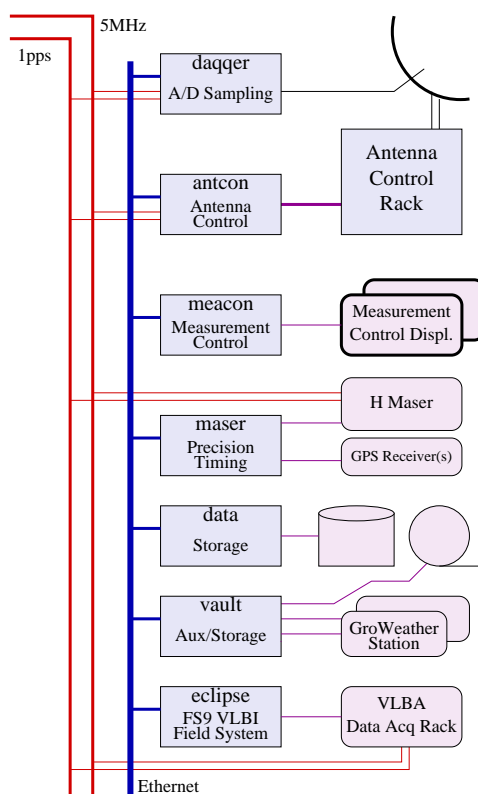 5MHz
1pps
daqqer
A/D Sampling
antcon
Antenna
Control
Antenna
Control
Rack
meacon
Measurement
Control
Measurement
Control Displ.
H Maser
maser
Precision
Timing
GPS Receiver(s)
data
Storage
vault
Aux/Storage
GroWeather
Station
eclipse
FS9 VLBI
Field System
VLBA
Data Acq Rack
Ethernet